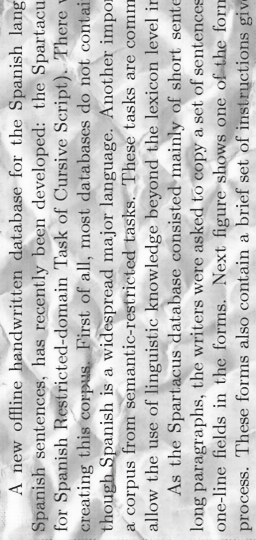 A new offline handwritten database for the Spanish lang
Spanish sentences, has recently been developed: the Spartacu
for Spanish Restricted-domain Task of Cursive Script). There
creating this corpus. First of all, most databases do not contai
though Spanish is a widespread major language. Another impor
a corpus from semantic-restricted tasks. These tasks are comm
allow the use of linguistic knowledge beyond the lexicon level in
As the Spartacus database consisted mainly of short sente
long paragraphs, the writers were asked to copy a set of sentences
one-line fields in the forms. Next figure shows one of the form
process. These forms also contain a brief set of instructions give